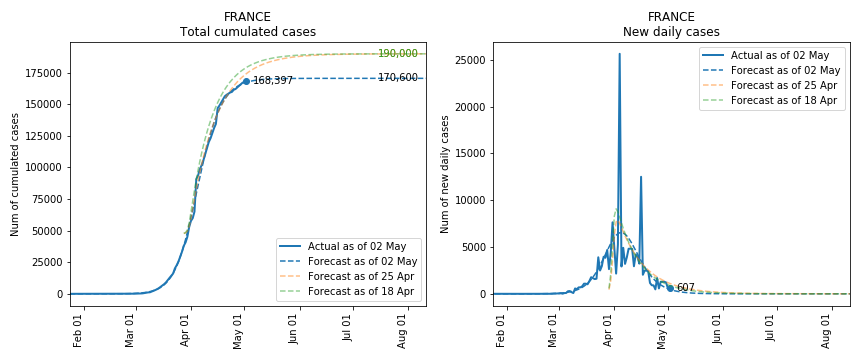 FRANCE
Total cumulated cases
Num of cumulated cases
175000
150000
125000
100000
75000
50000
25000
0
190,000
170,600
168,397
Actual as of 02 May
Forecast as of 02 May
Forecast as of 25 Apr
Forecast as of 18 Apr
Feb 01
Mar 01
Apr 01
May 01
Jun 01
Jul 01
Aug 01
FRANCE
New daily cases
Num of new daily cases
25000
20000
15000
10000
5000
0
Actual as of 02 May
Forecast as of 02 May
Forecast as of 25 Apr
Forecast as of 18 Apr
607
Feb 01
Mar 01
Apr 01
May 01
Jun 01
Jul 01
Aug 01